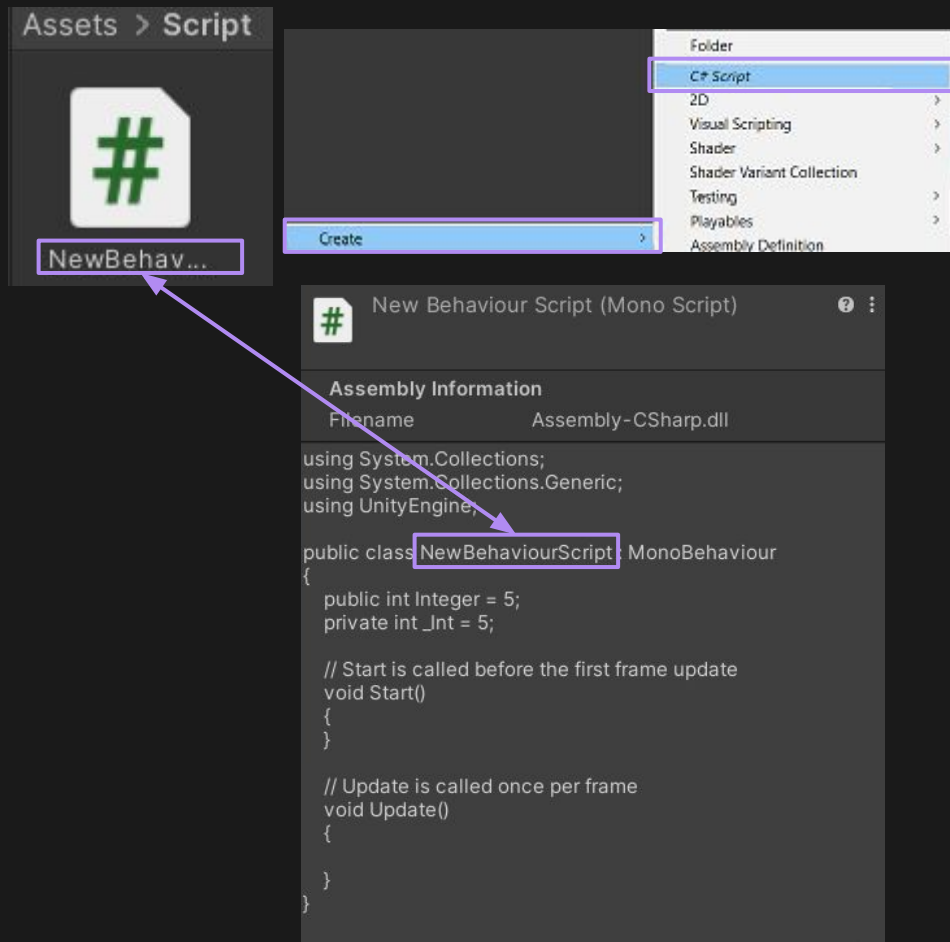 Assets > Script
NewBehav...
Create
Folder
C# Script
2D
Visual Scripting
Shader
Shader Variant Collection
Testing
Playables
Assembly Definition
New Behaviour Script (Mono Script)
Assembly Information
Filename Assembly-CSharp.dll
using System.Collections;
using System.Collections.Generic;
using UnityEngine;
public class NewBehaviourScript : MonoBehaviour
{
public int Integer = 5;
private int _Int = 5;
// Start is called before the first frame update
void Start()
{
}
// Update is called once per frame
void Update()
{
}
}